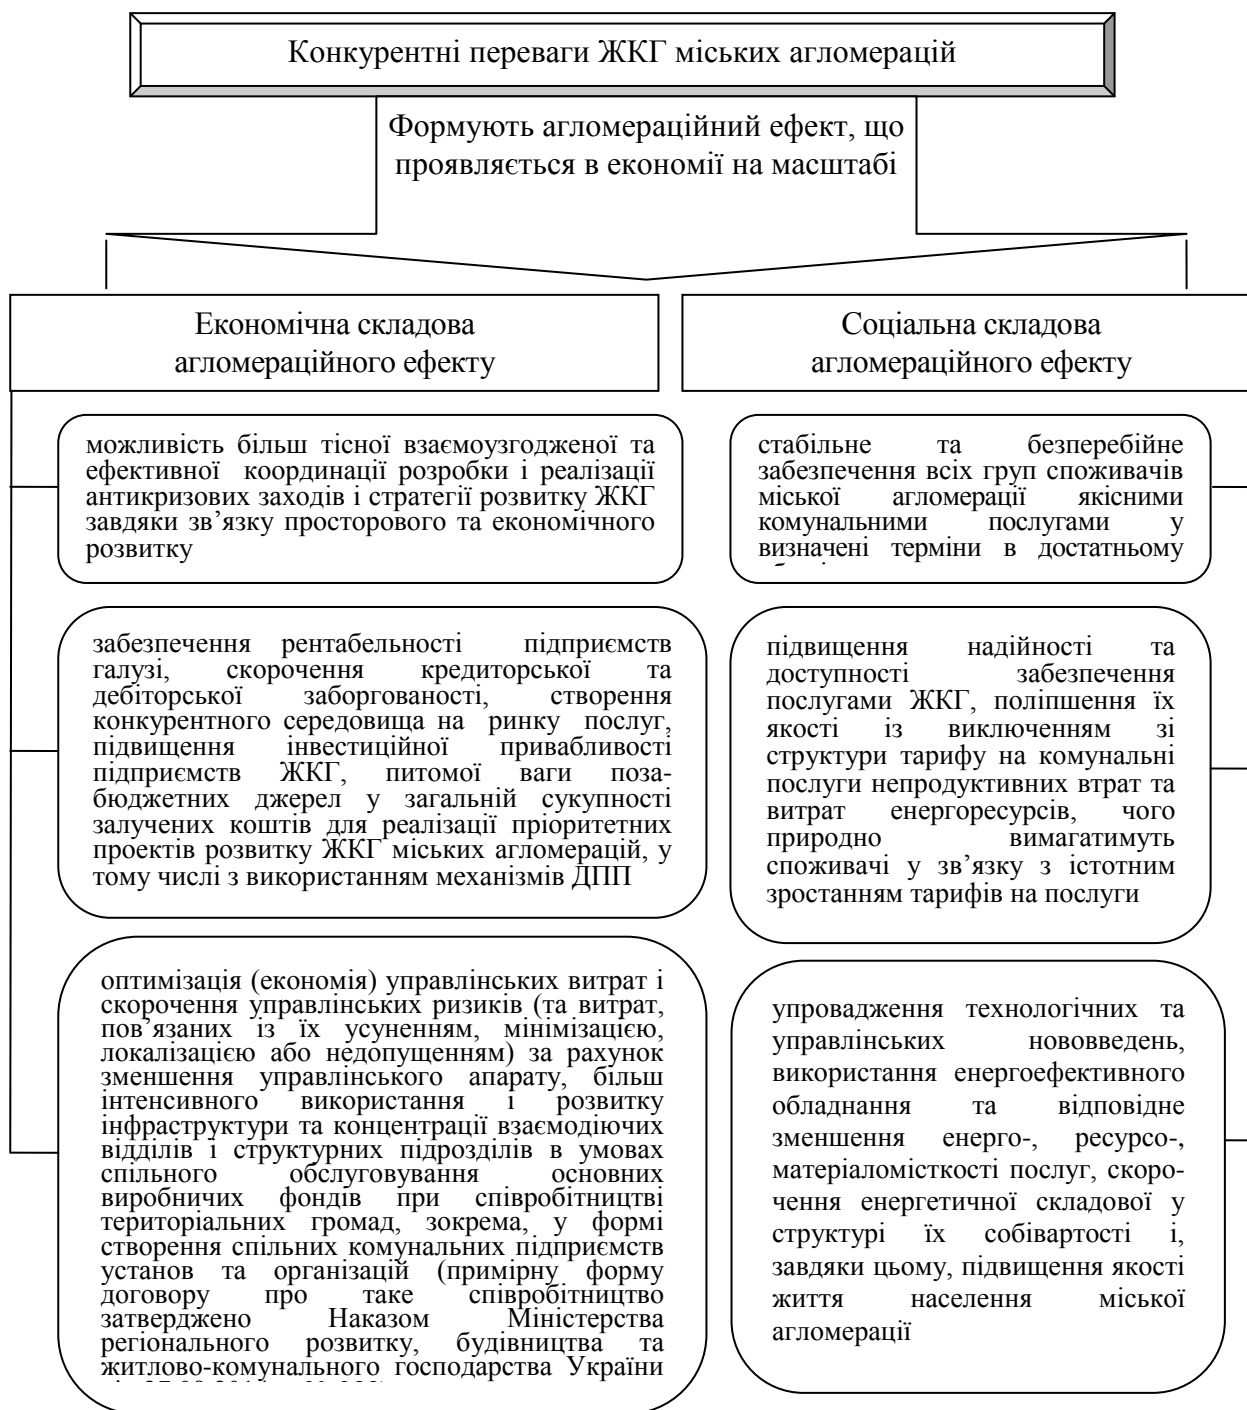 Конкурентні переваги ЖКГ міських агломерацій
Формують агломераційний ефект, що
проявляється в економії на масштабі
Економічна складова
агломераційного ефекту
можливість більш тісної взаємоузгодженої та
ефективної координації розробки і реалізації
антикризових заходів і стратегії розвитку ЖКГ
завдяки зв’язку просторового та економічного
розвитку
забезпечення рентабельності підприємств
галузі, скорочення кредиторської та
дебіторської заборгованості, створення
конкурентного середовища на ринку послуг,
підвищення інвестиційної привабливості
підприємств ЖКГ, питомої ваги поза-
бюджетних джерел у загальній сукупності
залучених коштів для реалізації пріоритетних
проектів розвитку ЖКГ міських агломерацій, у
тому числі з використанням механізмів ДПП
оптимізація (економія) управлінських витрат і
скорочення управлінських ризиків (та витрат,
пов’язаних із їх усуненням, мінімізацією,
локалізацією або недопущенням) за рахунок
зменшення управлінського апарату, більш
інтенсивного використання і розвитку
інфраструктури та концентрації взаємодіючих
відділів і структурних підрозділів в умовах
спільного обслуговування основних
виробничих фондів при співробітництві
територіальних громад, зокрема, у формі
створення спільних комунальних підприємств
установ та організацій (примірну форму
договору про таке співробітництво
затверджено Наказом Міністерства
регіонального розвитку, будівництва та
житлово-комунального господарства України
Соціальна складова
агломераційного ефекту
стабільне та безперебійне
забезпечення всіх груп споживачів
міської агломерації якісними
комунальними послугами у
визначені терміни в достатньому
підвищення надійності та
доступності забезпечення
послугами ЖКГ, поліпшення їх
якості із виключенням зі
структури тарифу на комунальні
послуги непродуктивних втрат та
витрат енергоресурсів, чого
природно вимагатимуть
споживачі у зв’язку з істотним
зростанням тарифів на послуги
упровадження технологічних та
управлінських нововведень,
використання енергоефективного
обладнання та відповідне
зменшення енерго-, ресурсо-,
матеріаломісткості послуг, скоро-
чення енергетичної складової у
структурі їх собівартості і,
завдяки цьому, підвищення якості
життя населення міської
агломерації